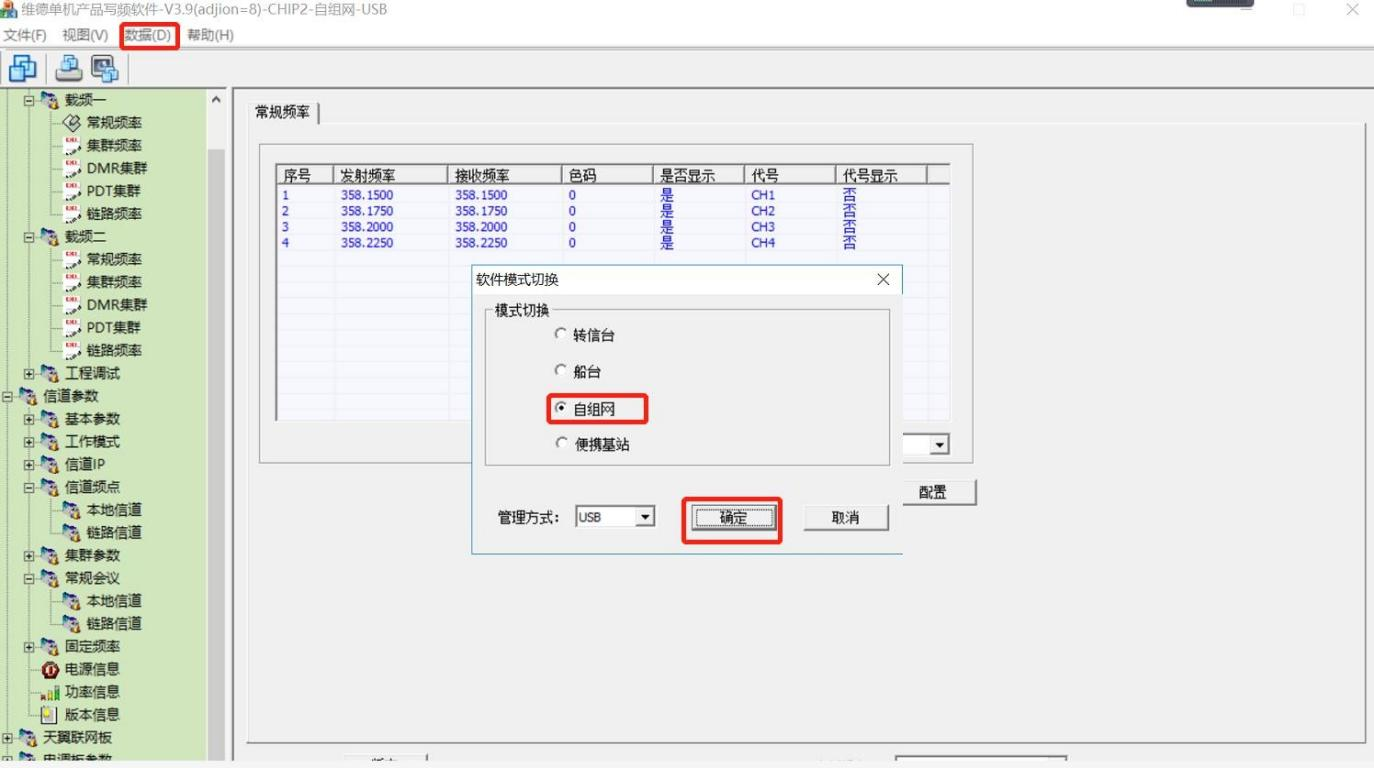 维德单机产品写频软件-V3.9(adjion=8)-CHIP2-自组网-USB
文件(F) 视图(V) 数据(D) 帮助(H)
载频一
常规频率
集群频率
DMR集群
PDT集群
链路频率
载频二
常规频率
集群频率
DMR集群
PDT集群
链路频率
工程调试
信道参数
基本参数
工作模式
信道IP
信道频点
本地信道
链路信道
集群参数
常规会议
本地信道
链路信道
固定频率
电源信息
功率信息
版本信息
天翼联网板
常规频率
序号 发射频率 接收频率 色码 是否显示 代号 代号显示
1 358.1500 358.1500 0 是 CH1 否
2 358.1750 358.1750 0 是 CH2 否
3 358.2000 358.2000 0 是 CH3 否
4 358.2250 358.2250 0 是 CH4 否
软件模式切换
模式切换
转信台
船台
自组网
便携基站
管理方式: USB 确定 取消
配置